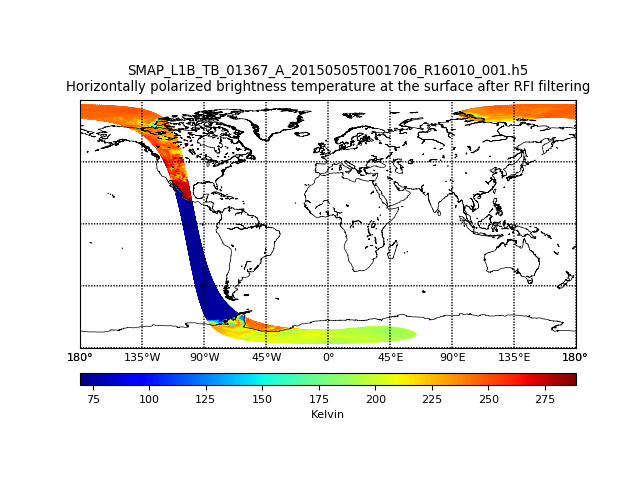 SMAP_L1B_TB_01367_A_20150505T001706_R16010_001.h5
Horizontally polarized brightness temperature at the surface after RFI filtering
180° 135°W 90°W 45°W 0° 45°E 90°E 135°E 180°
75 100 125 150 175 200 225 250 275
Kelvin